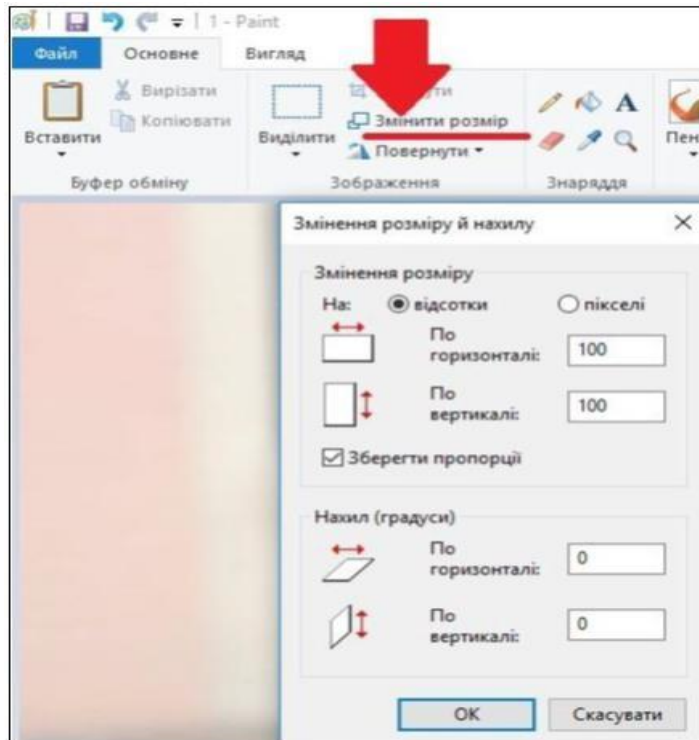 1 - Paint
Файл Основне Вигляд
Вставити
Вирізати
Копіювати
Буфер обміну
Виділити
Змінити розмір
Повернути
Зображення
A
Знаряддя
Пен
Змінення розміру й нахилу
Змінення розміру
На: відсотки пікселі
По
горизонталі: 100
По
вертикалі: 100
Зберегти пропорції
Нахил (градуси)
По
горизонталі: 0
По
вертикалі: 0
OK Скасувати